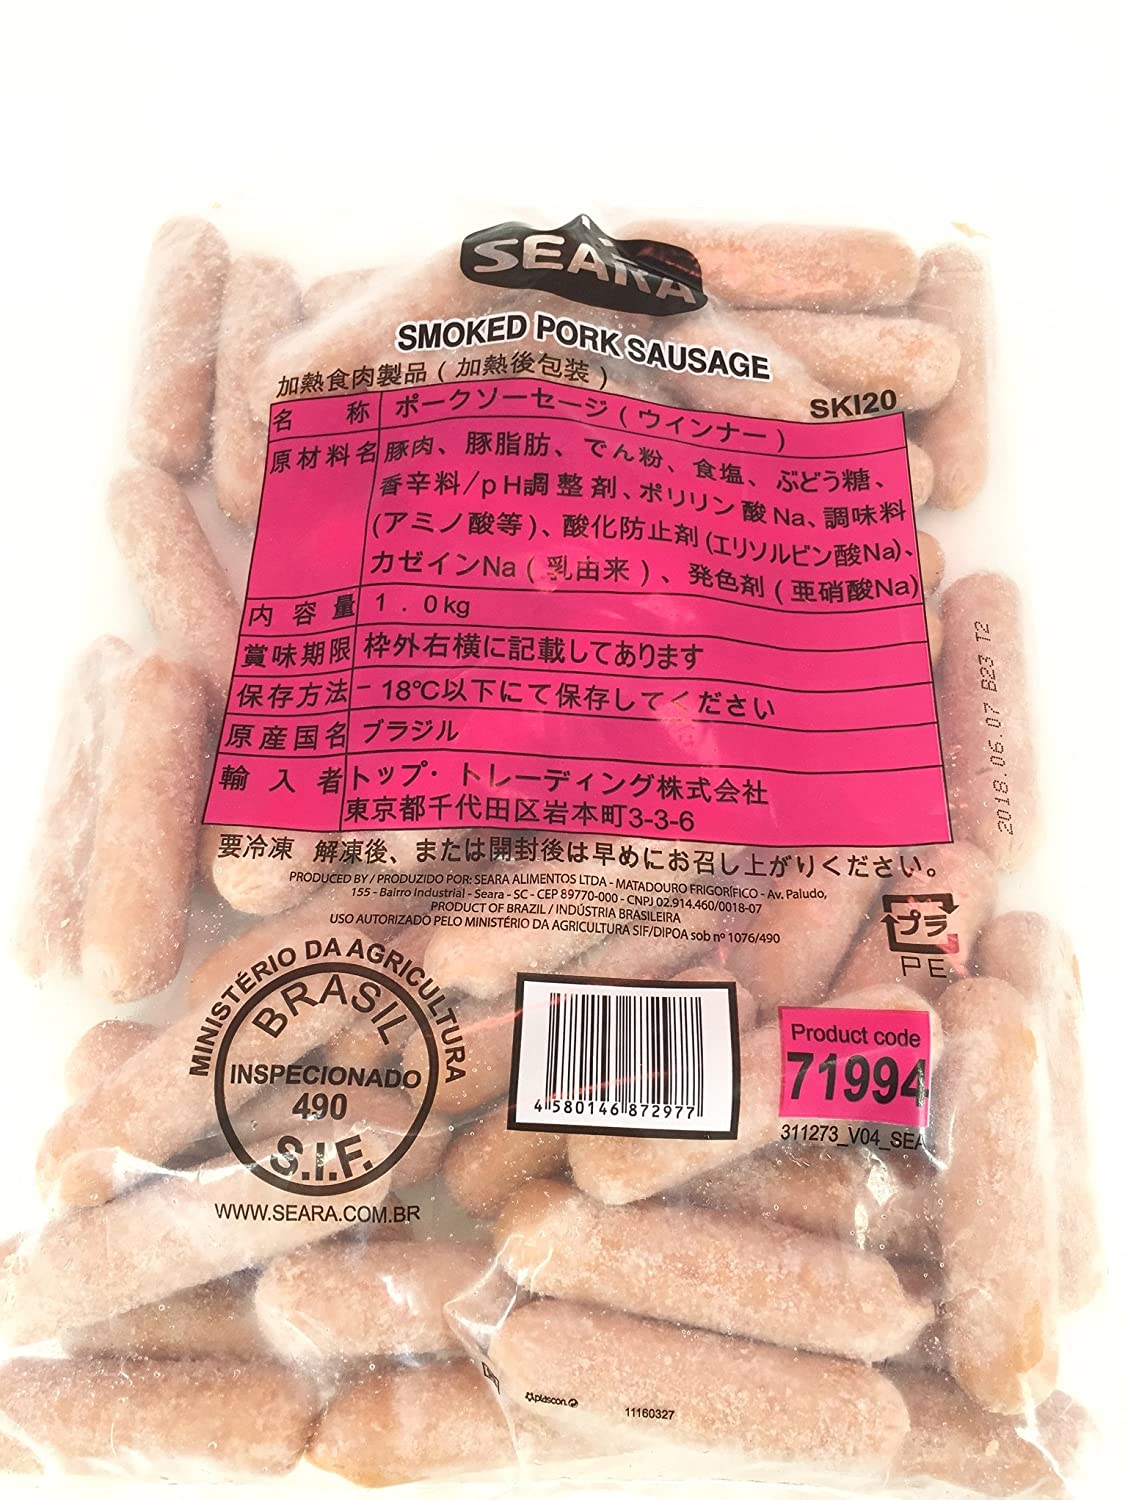 SEARA
SMOKED PORK SAUSAGE
加熱食肉製品(加熱後包装)
SKI20
名称 ポークソーセージ(ウインナー)
原材料名 豚肉、豚脂肪、でん粉、食塩、ぶどう糖、
香辛料/pH調整剤、ポリリン酸Na、調味料
(アミノ酸等)、酸化防止剤(エリソルビン酸Na)、
カゼインNa(乳由来)、発色剤(亜硝酸Na)
内容量 1.0kg
賞味期限 枠外右横に記載してあります
保存方法 -18℃以下にて保存してください
原産国名 ブラジル
輸入者 トップ・トレーディング株式会社
東京都千代田区岩本町3-3-6
2018.06.07 B23 T2
要冷凍 解凍後、または開封後は早めにお召し上がりください。
PRODUCED BY / PRODUZIDO POR: SEARA ALIMENTOS LTDA - MATADOURO FRIGORÍFICO - Av. Paludo,
155 - Bairro Industrial - Seara - SC - CEP 89770-000 - CNPJ 02.914.460/0018-07
PRODUCT OF BRAZIL / INDÚSTRIA BRASILEIRA
USO AUTORIZADO PELO MINISTÉRIO DA AGRICULTURA SIF/DIPOA sob nº 1076/490
プラ
PE
MINISTÉRIO DA AGRICULTURA
BRASIL
INSPECIONADO
490
S.I.F.
WWW.SEARA.COM.BR
4 580146 872977
Product code
71994
311273_V04_SEA
plascon
11160327